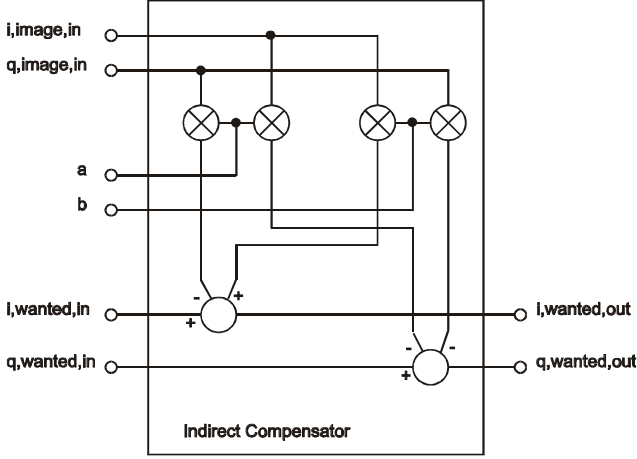 i,image,in
q,image,in
a
b
- +
i,wanted,in
i,wanted,out
+
- -
q,wanted,in
q,wanted,out
+
Indirect Compensator